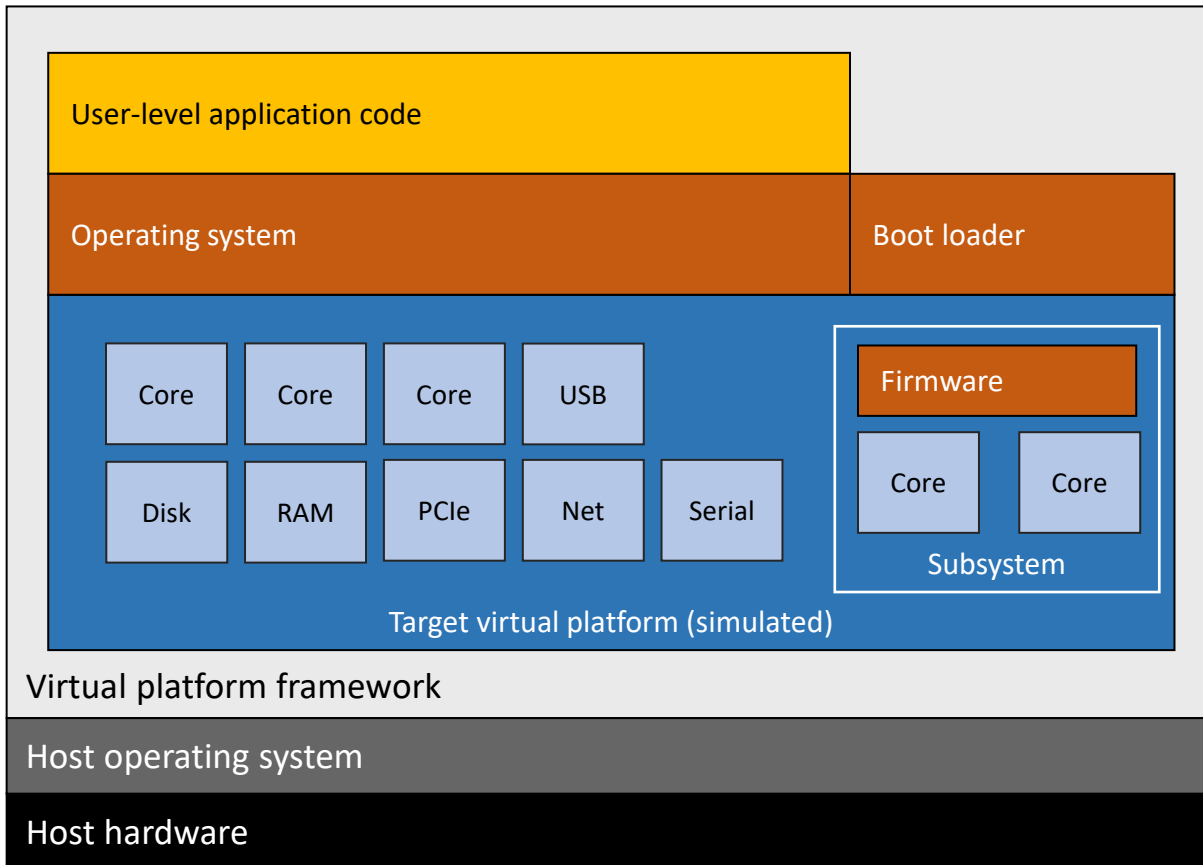 User-level application code
Operating system
Boot loader
Core
Core
Core
USB
Disk
RAM
PCIe
Net
Serial
Firmware
Core
Core
Subsystem
Target virtual platform (simulated)
Virtual platform framework
Host operating system
Host hardware